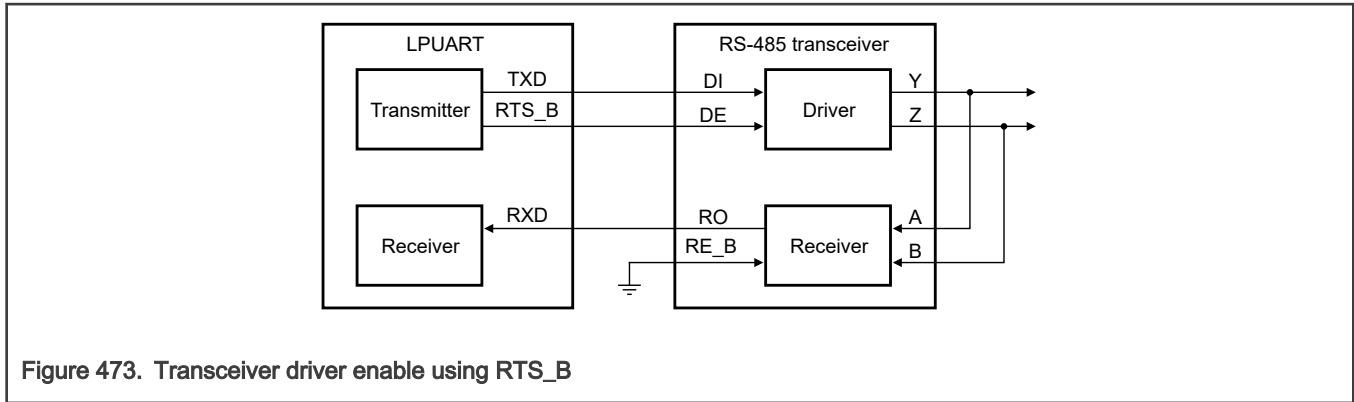 LPUART
RS-485 transceiver
Transmitter
TXD
RTS_B
DI
DE
Driver
Y
Z
Receiver
RXD
RO
RE_B
Receiver
A
B
Figure 473. Transceiver driver enable using RTS_B